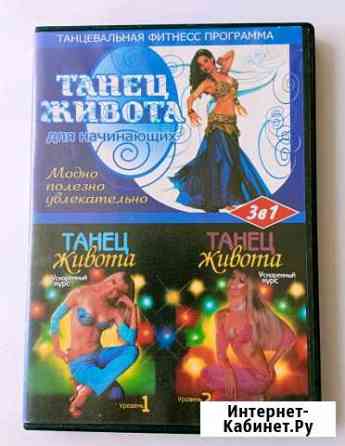 ТАНЦЕВАЛЬНАЯ ФИТНЕСС ПРОГРАММА
ТАНЕЦ
ЖИВОТА
для начинающих
Модно
полезно
увлекательно
3в1
ТАНЕЦ
живота
Ускоренный
курс
Уровень 1
ТАНЕЦ
живота
Ускоренный
курс
Уровень 2
Интернет-
Кабинет.Ру